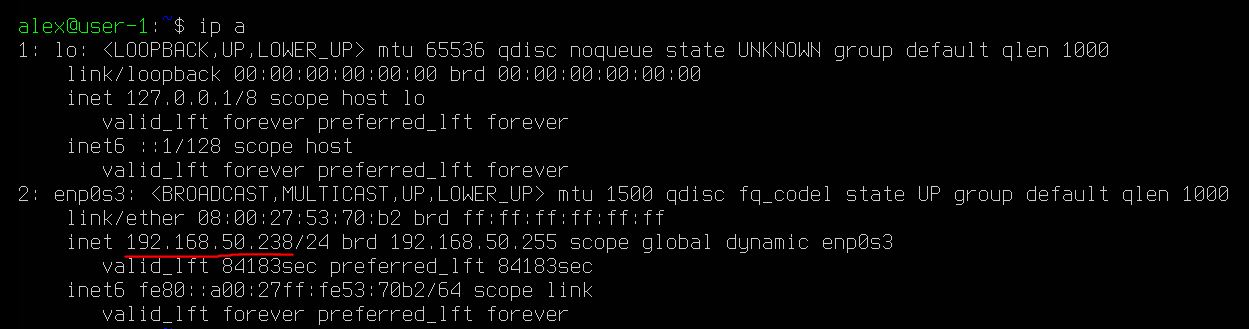 alex@user-1:~$ ip a
1: lo: <LOOPBACK,UP,LOWER_UP> mtu 65536 qdisc noqueue state UNKNOWN group default qlen 1000
link/loopback 00:00:00:00:00:00 brd 00:00:00:00:00:00
inet 127.0.0.1/8 scope host lo
valid_lft forever preferred_lft forever
inet6 ::1/128 scope host
valid_lft forever preferred_lft forever
2: enp0s3: <BROADCAST,MULTICAST,UP,LOWER_UP> mtu 1500 qdisc fq_codel state UP group default qlen 1000
link/ether 08:00:27:53:70:b2 brd ff:ff:ff:ff:ff:ff
inet 192.168.50.238/24 brd 192.168.50.255 scope global dynamic enp0s3
valid_lft 84183sec preferred_lft 84183sec
inet6 fe80::a00:27ff:fe53:70b2/64 scope link
valid_lft forever preferred_lft forever